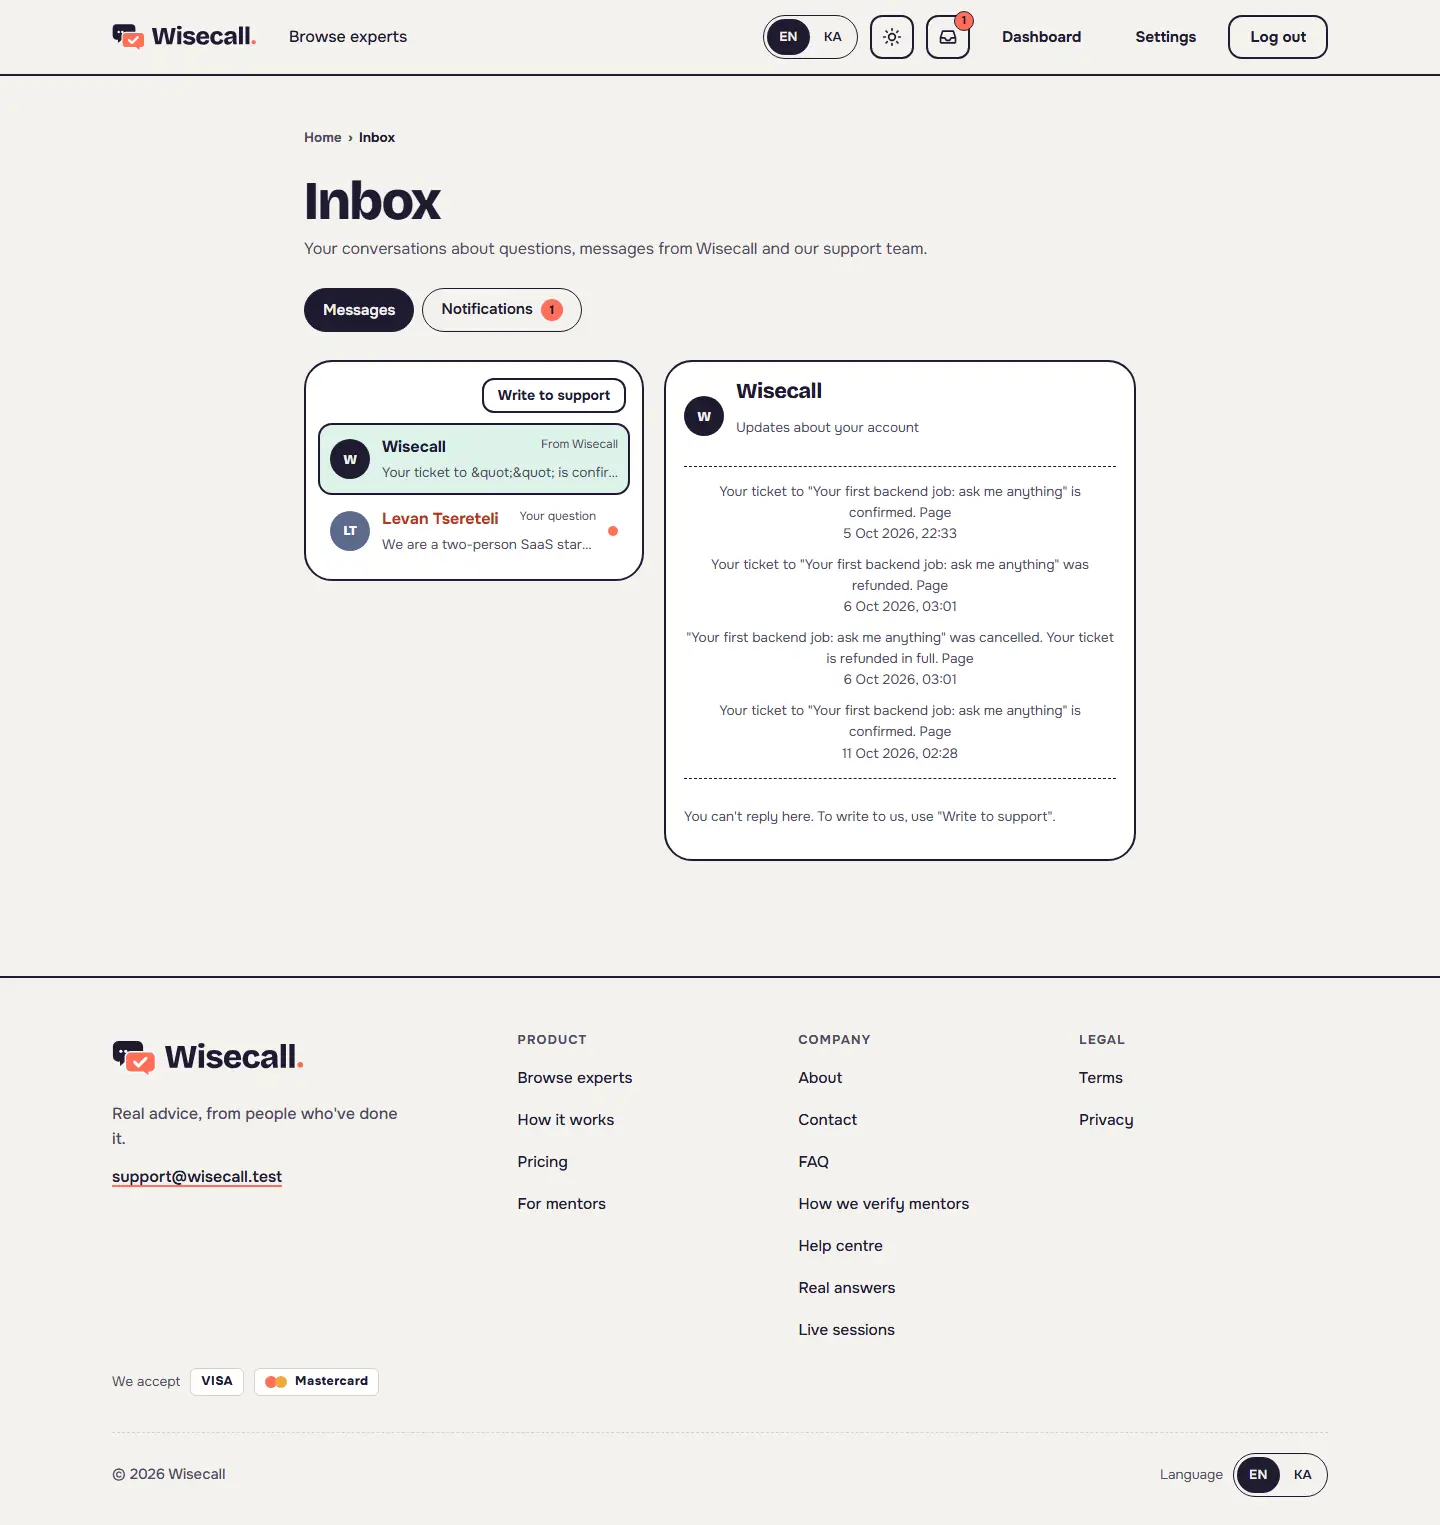 Wisecall.
Browse experts
EN KA
1
Dashboard
Settings
Log out
Home › Inbox
Inbox
Your conversations about questions, messages from Wisecall and our support team.
Messages
Notifications 1
Write to support
W
Wisecall
From Wisecall
Your ticket to &quot;&quot; is confir...
LT
Levan Tsereteli
Your question
We are a two-person SaaS star...
W
Wisecall
Updates about your account
Your ticket to "Your first backend job: ask me anything" is
confirmed. Page
5 Oct 2026, 22:33
Your ticket to "Your first backend job: ask me anything" was
refunded. Page
6 Oct 2026, 03:01
"Your first backend job: ask me anything" was cancelled. Your ticket
is refunded in full. Page
6 Oct 2026, 03:01
Your ticket to "Your first backend job: ask me anything" is
confirmed. Page
11 Oct 2026, 02:28
You can't reply here. To write to us, use "Write to support".
Wisecall.
Real advice, from people who've done
it.
support@wisecall.test
PRODUCT
Browse experts
How it works
Pricing
For mentors
COMPANY
About
Contact
FAQ
How we verify mentors
Help centre
Real answers
Live sessions
LEGAL
Terms
Privacy
We accept VISA Mastercard
© 2026 Wisecall
Language EN KA